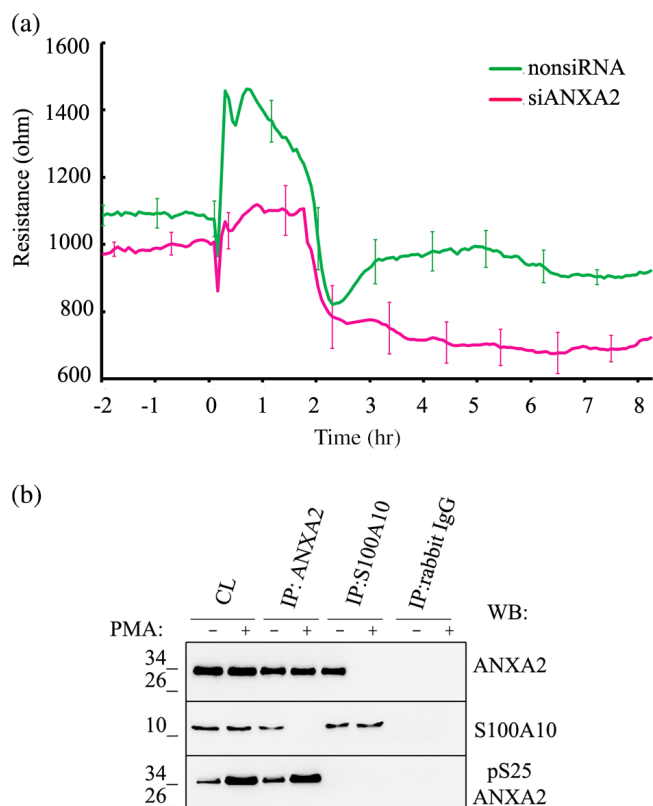 (a)
1600
1400
1200
1000
800
600
Resistance (ohm)
nonsiRNA
siANXA2
-2 -1 0 1 2 3 4 5 6 7 8
Time (hr)
(b)
CL
IP: ANXA2
IP:S100A10
IP:rabbit IgG
WB:
PMA: – + – + – + – +
34
26
ANXA2
10
S100A10
34
26
pS25
ANXA2